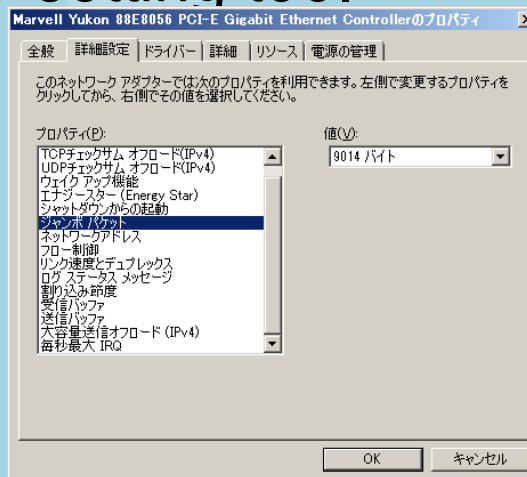 Setting tool
Marvell Yukon 88E8056 PCI-E Gigabit Ethernet Controllerのプロパティ
全般 詳細設定 ドライバー 詳細 リソース 電源の管理
このネットワーク アダプターでは次のプロパティを利用できます。左側で変更するプロパティを
クリックしてから、右側でその値を選択してください。
プロパティ(P):
TCPチェックサム オフロード(IPv4)
UDPチェックサム オフロード(IPv4)
ウェイク アップ機能
エナジースター (Energy Star)
シャットダウンからの起動
ジャンボ パケット
ネットワークアドレス
フロー制御
リンク速度とデュプレックス
ログ ステータス メッセージ
割り込み節度
受信バッファ
送信バッファ
大容量送信オフロード (IPv4)
毎秒最大 IRQ
値(V):
9014 バイト
OK キャンセル